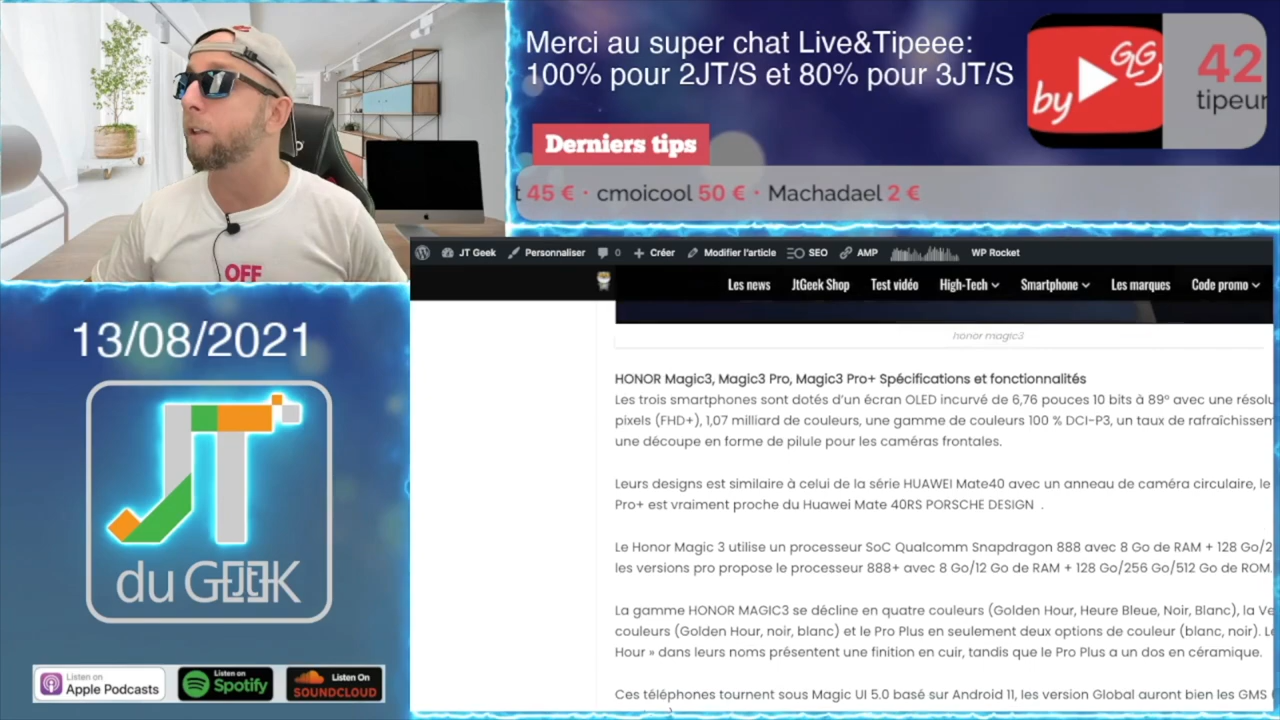 Merci au super chat Live&Tipeee:
100% pour 2JT/S et 80% pour 3JT/S
by GLG
42
tipeur
Derniers tips
t 45 € · cmoicool 50 € · Machadael 2 €
OFF
JT Geek Personnaliser 0 Créer Modifier l'article SEO AMP WP Rocket
Les news JtGeek Shop Test vidéo High-Tech Smartphone Les marques Code promo
honor magic3
HONOR Magic3, Magic3 Pro, Magic3 Pro+ Spécifications et fonctionnalités
Les trois smartphones sont dotés d'un écran OLED incurvé de 6,76 pouces 10 bits à 89° avec une résolu
pixels (FHD+), 1,07 milliard de couleurs, une gamme de couleurs 100 % DCI-P3, un taux de rafraîchissem
une découpe en forme de pilule pour les caméras frontales.
Leurs designs est similaire à celui de la série HUAWEI Mate40 avec un anneau de caméra circulaire, le
Pro+ est vraiment proche du Huawei Mate 40RS PORSCHE DESIGN .
Le Honor Magic 3 utilise un processeur SoC Qualcomm Snapdragon 888 avec 8 Go de RAM + 128 Go/2
les versions pro propose le processeur 888+ avec 8 Go/12 Go de RAM + 128 Go/256 Go/512 Go de ROM.
La gamme HONOR MAGIC3 se décline en quatre couleurs (Golden Hour, Heure Bleue, Noir, Blanc), la Ve
couleurs (Golden Hour, noir, blanc) et le Pro Plus en seulement deux options de couleur (blanc, noir). Le
Hour » dans leurs noms présentent une finition en cuir, tandis que le Pro Plus a un dos en céramique.
Ces téléphones tournent sous Magic UI 5.0 basé sur Android 11, les version Global auront bien les GMS
13/08/2021
JT
du GEEK
Listen on
Apple Podcasts
Listen on
Spotify
Listen On
SOUNDCLOUD